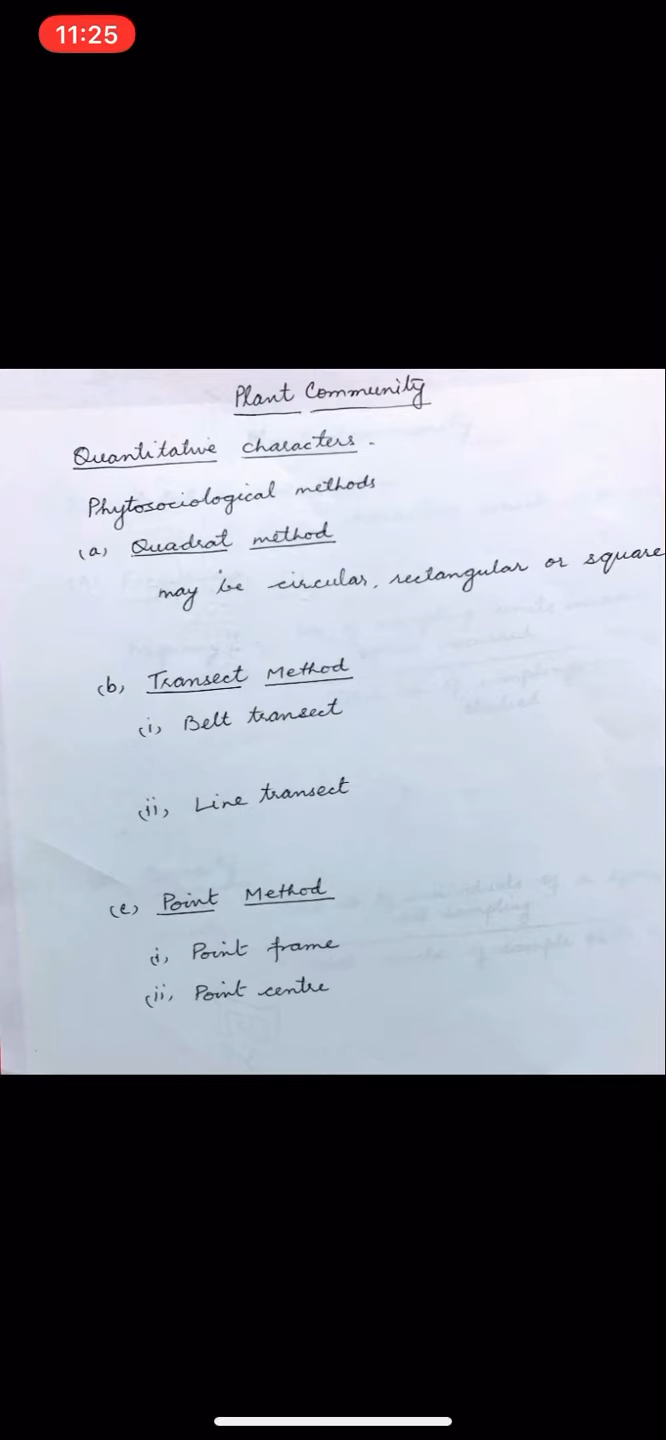 11:25
Plant Community
Quantitative characters.
Phytosociological methods
(a) Quadrat method
may be circular, rectangular or square
(b) Transect Method
(i) Belt transect
(ii) Line transect
(c) Point Method
(i) Point frame
(ii) Point centre